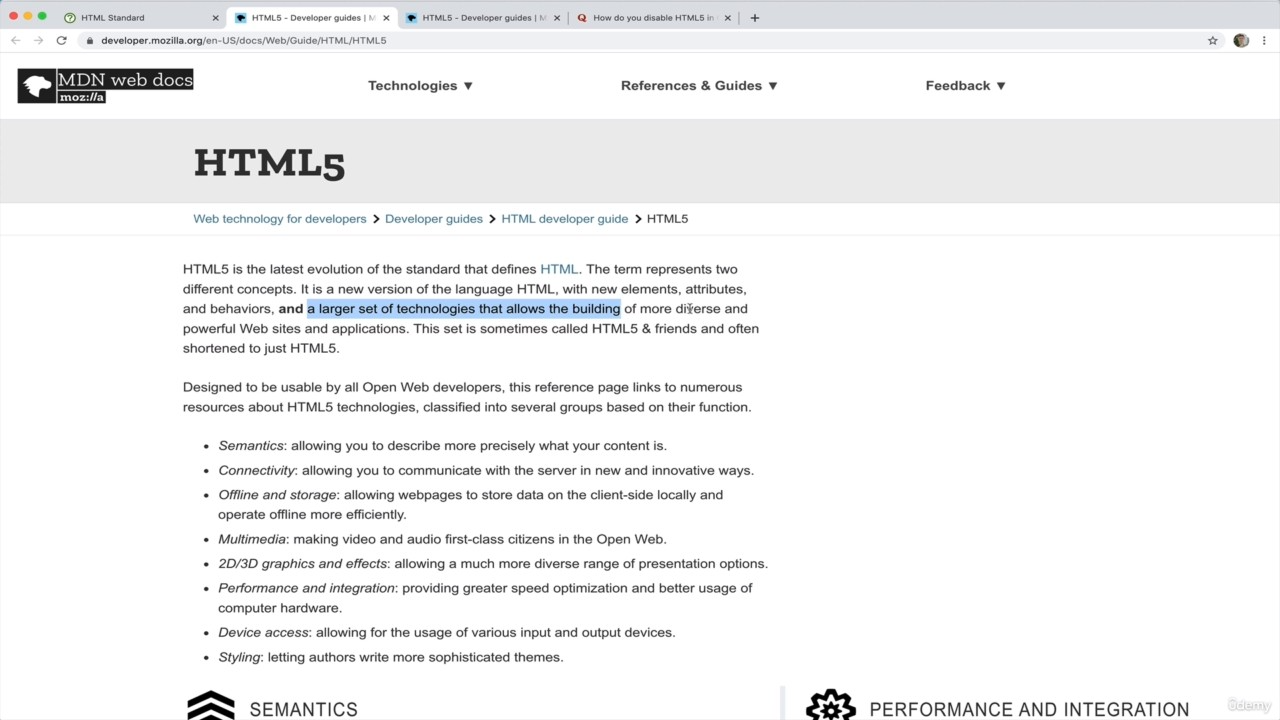 HTML Standard
HTML5 - Developer guides | M
HTML5 - Developer guides | M
How do you disable HTML5 in
developer.mozilla.org/en-US/docs/Web/Guide/HTML/HTML5
MDN web docs
moz://a
Technologies ▼
References & Guides ▼
Feedback ▼
HTML5
Web technology for developers > Developer guides > HTML developer guide > HTML5
HTML5 is the latest evolution of the standard that defines HTML. The term represents two
different concepts. It is a new version of the language HTML, with new elements, attributes,
and behaviors, and a larger set of technologies that allows the building of more diverse and
powerful Web sites and applications. This set is sometimes called HTML5 & friends and often
shortened to just HTML5.
Designed to be usable by all Open Web developers, this reference page links to numerous
resources about HTML5 technologies, classified into several groups based on their function.
• Semantics: allowing you to describe more precisely what your content is.
• Connectivity: allowing you to communicate with the server in new and innovative ways.
• Offline and storage: allowing webpages to store data on the client-side locally and
operate offline more efficiently.
• Multimedia: making video and audio first-class citizens in the Open Web.
• 2D/3D graphics and effects: allowing a much more diverse range of presentation options.
• Performance and integration: providing greater speed optimization and better usage of
computer hardware.
• Device access: allowing for the usage of various input and output devices.
• Styling: letting authors write more sophisticated themes.
SEMANTICS
PERFORMANCE AND INTEGRATION
ûdemy